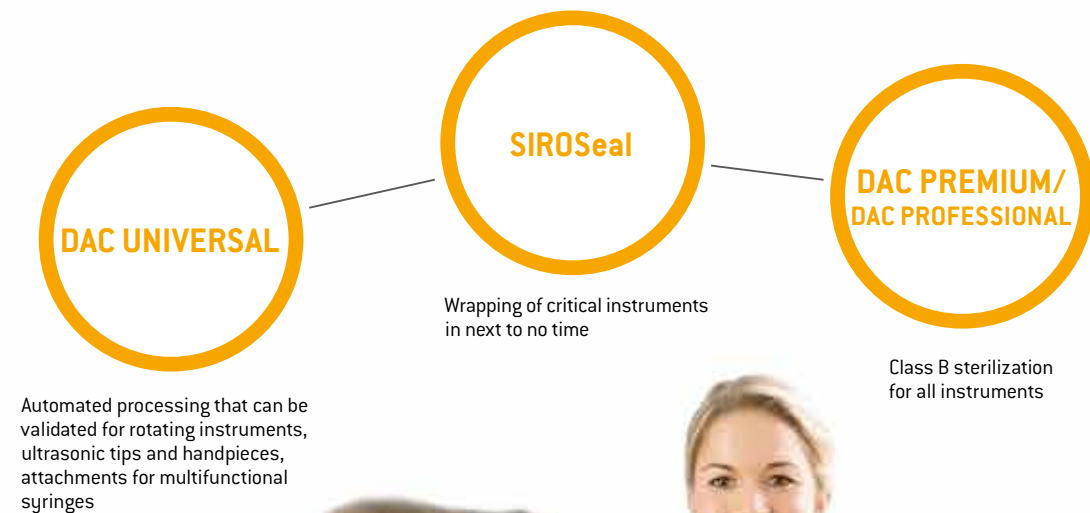 DAC UNIVERSAL
Automated processing that can be
validated for rotating instruments,
ultrasonic tips and handpieces,
attachments for multifunctional
syringes
SIROSeal
Wrapping of critical instruments
in next to no time
DAC PREMIUM/
DAC PROFESSIONAL
Class B sterilization
for all instruments